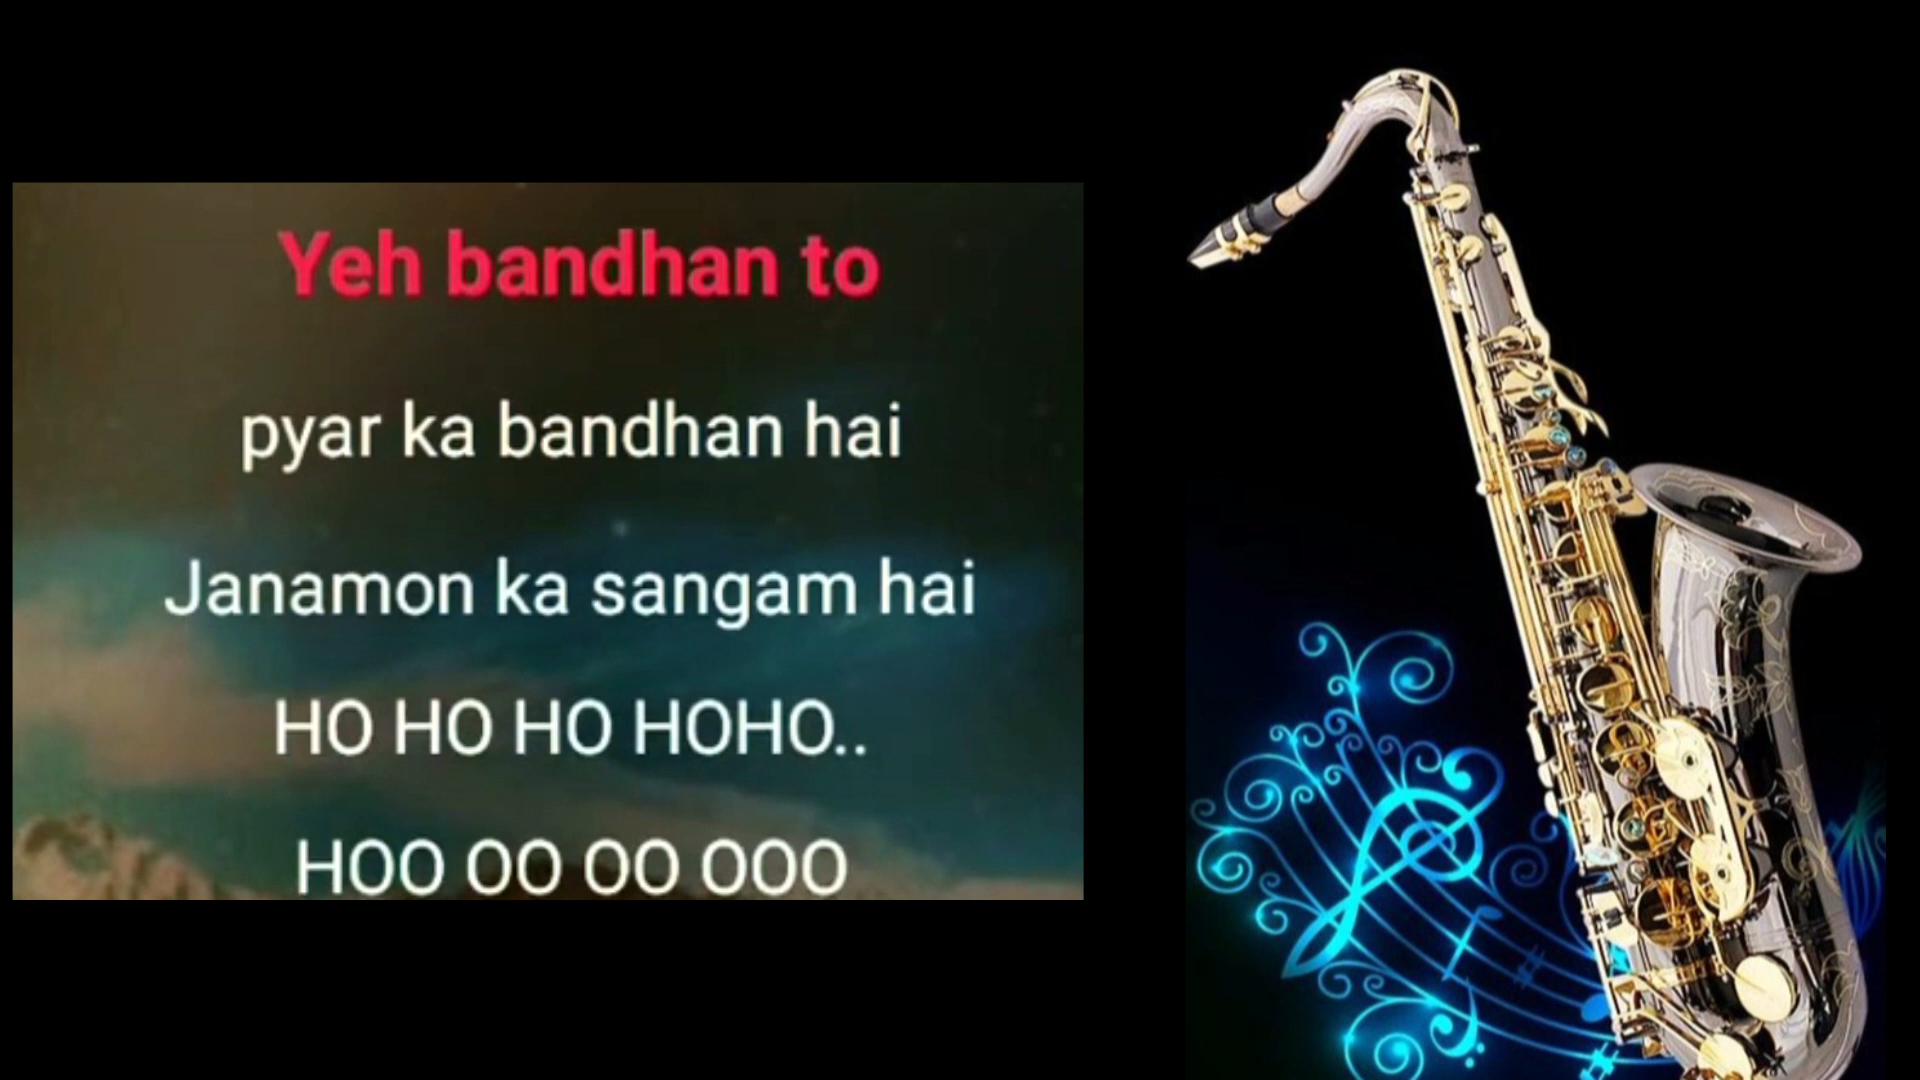 Yeh bandhan to
pyar ka bandhan hai
Janamon ka sangam hai
HO HO HO HOHO..
HOO OO OO OOO